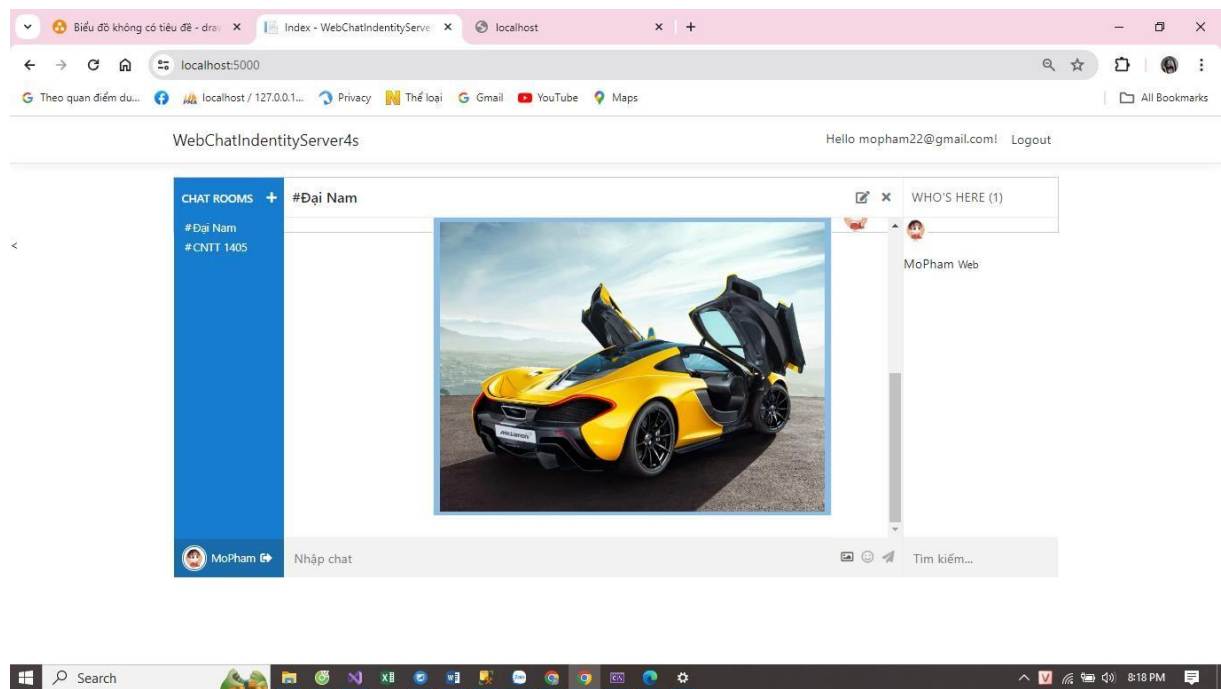 Biểu đồ không có tiêu đề - drav
Index - WebChatIndentityServe
localhost
localhost:5000
Theo quan điểm du...
localhost / 127.0.0.1...
Privacy
Thể loại
Gmail
YouTube
Maps
All Bookmarks
WebChatIndentityServer4s
Hello mopham22@gmail.com!
Logout
CHAT ROOMS +
#Đại Nam
WHO'S HERE (1)
#Đại Nam
#CNTT 1405
<
MoPham Web
McLaren
MoPham
Nhập chat
Tìm kiếm...
Search
8:18 PM